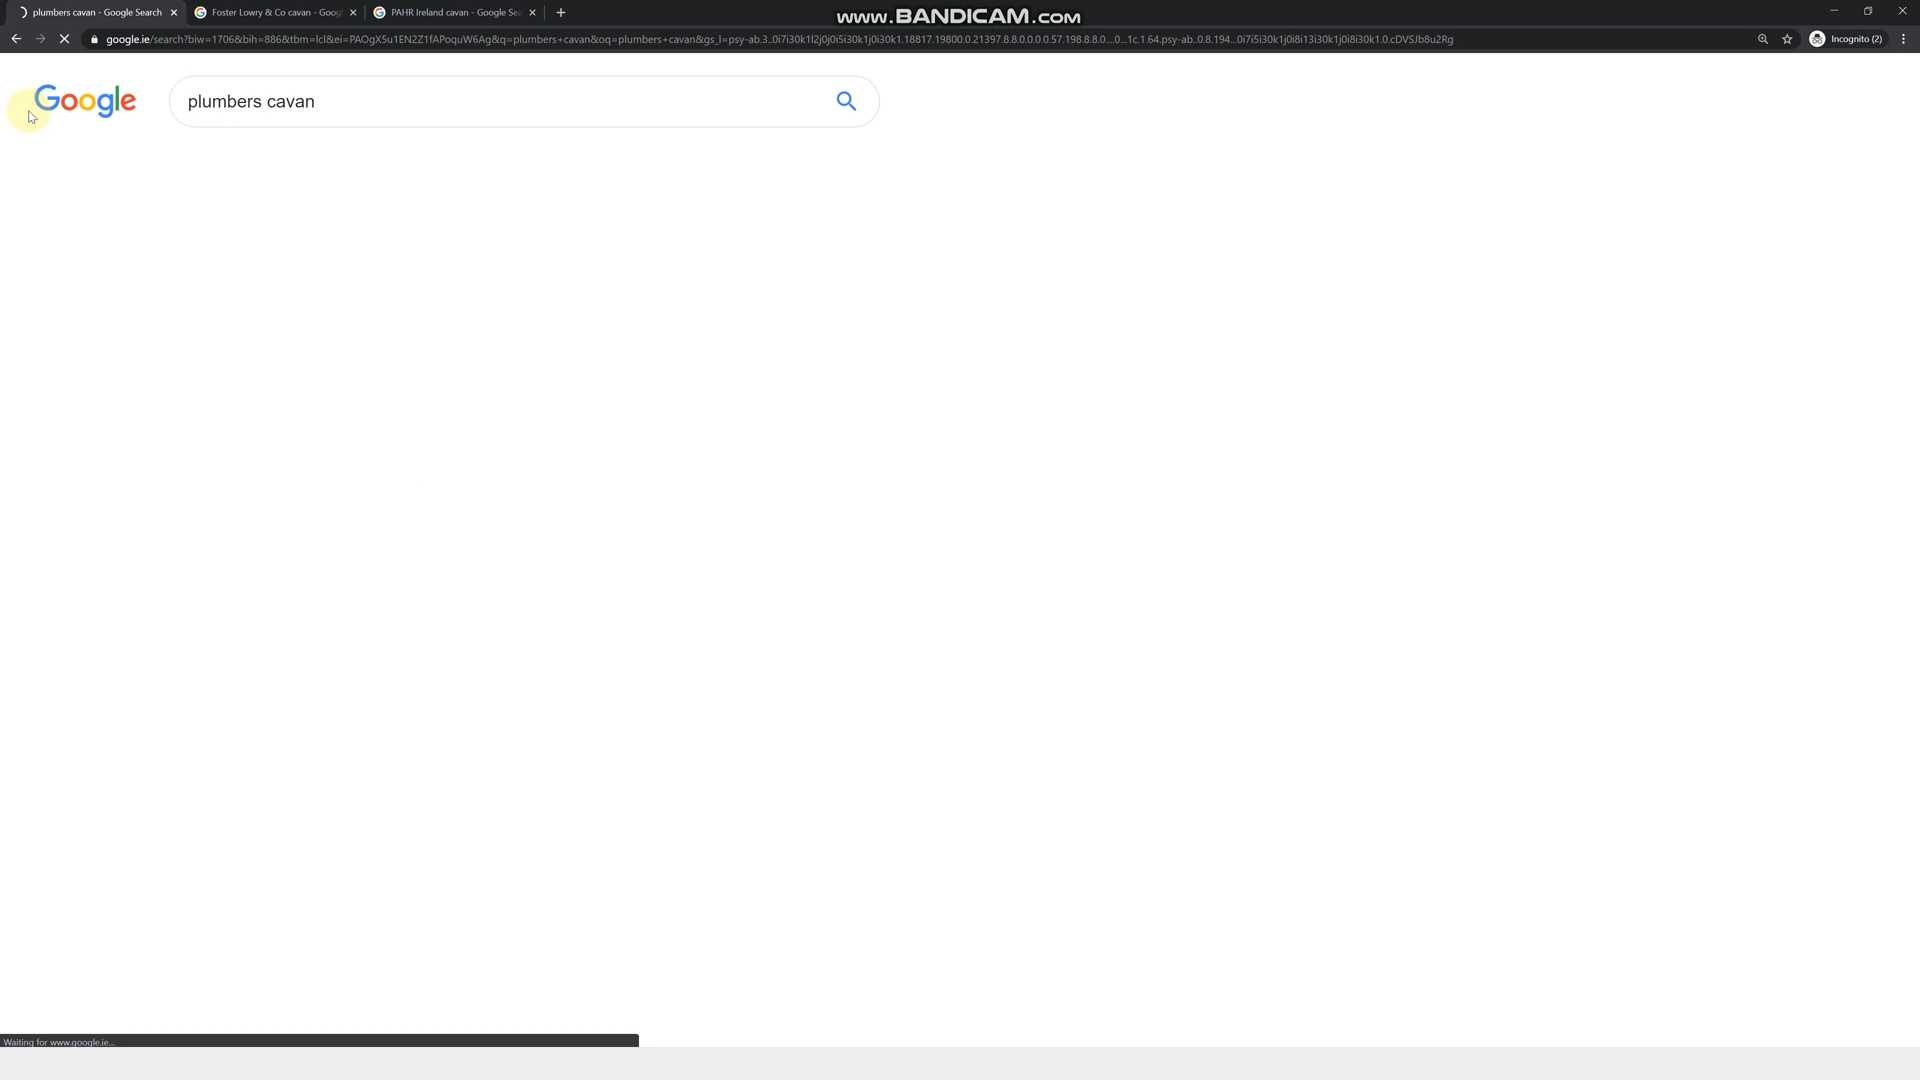 plumbers cavan - Google Search
Foster Lowry & Co cavan - Goog
PAHR Ireland cavan - Google Sea
www.BANDICAM.com
google.ie/search?biw=1706&bih=886&tbm=lcl&ei=PAOgX5u1EN2Z1fAPoquW6Ag&q=plumbers+cavan&oq=plumbers+cavan&gs_l=psy-ab.3..0i7i30k1l2j0j0i5i30k1j0i30k1.18817.19800.0.21397.8.8.0.0.0.0.57.198.8.8.0....0...1c.1.64.psy-ab..0.8.194...0i7i5i30k1j0i8i13i30k1j0i8i30k1.0.cDVSJb8u2Rg
Incognito (2)
Google
plumbers cavan
Waiting for www.google.ie...